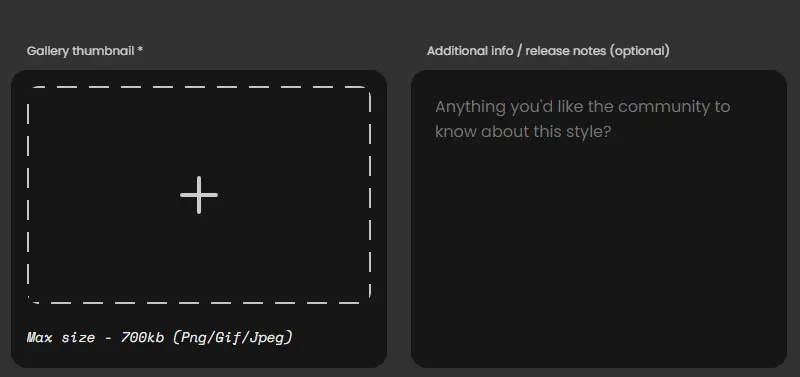 Gallery thumbnail *
Additional info / release notes (optional)
Anything you'd like the community to
know about this style?
Max size - 700kb (Png/Gif/Jpeg)